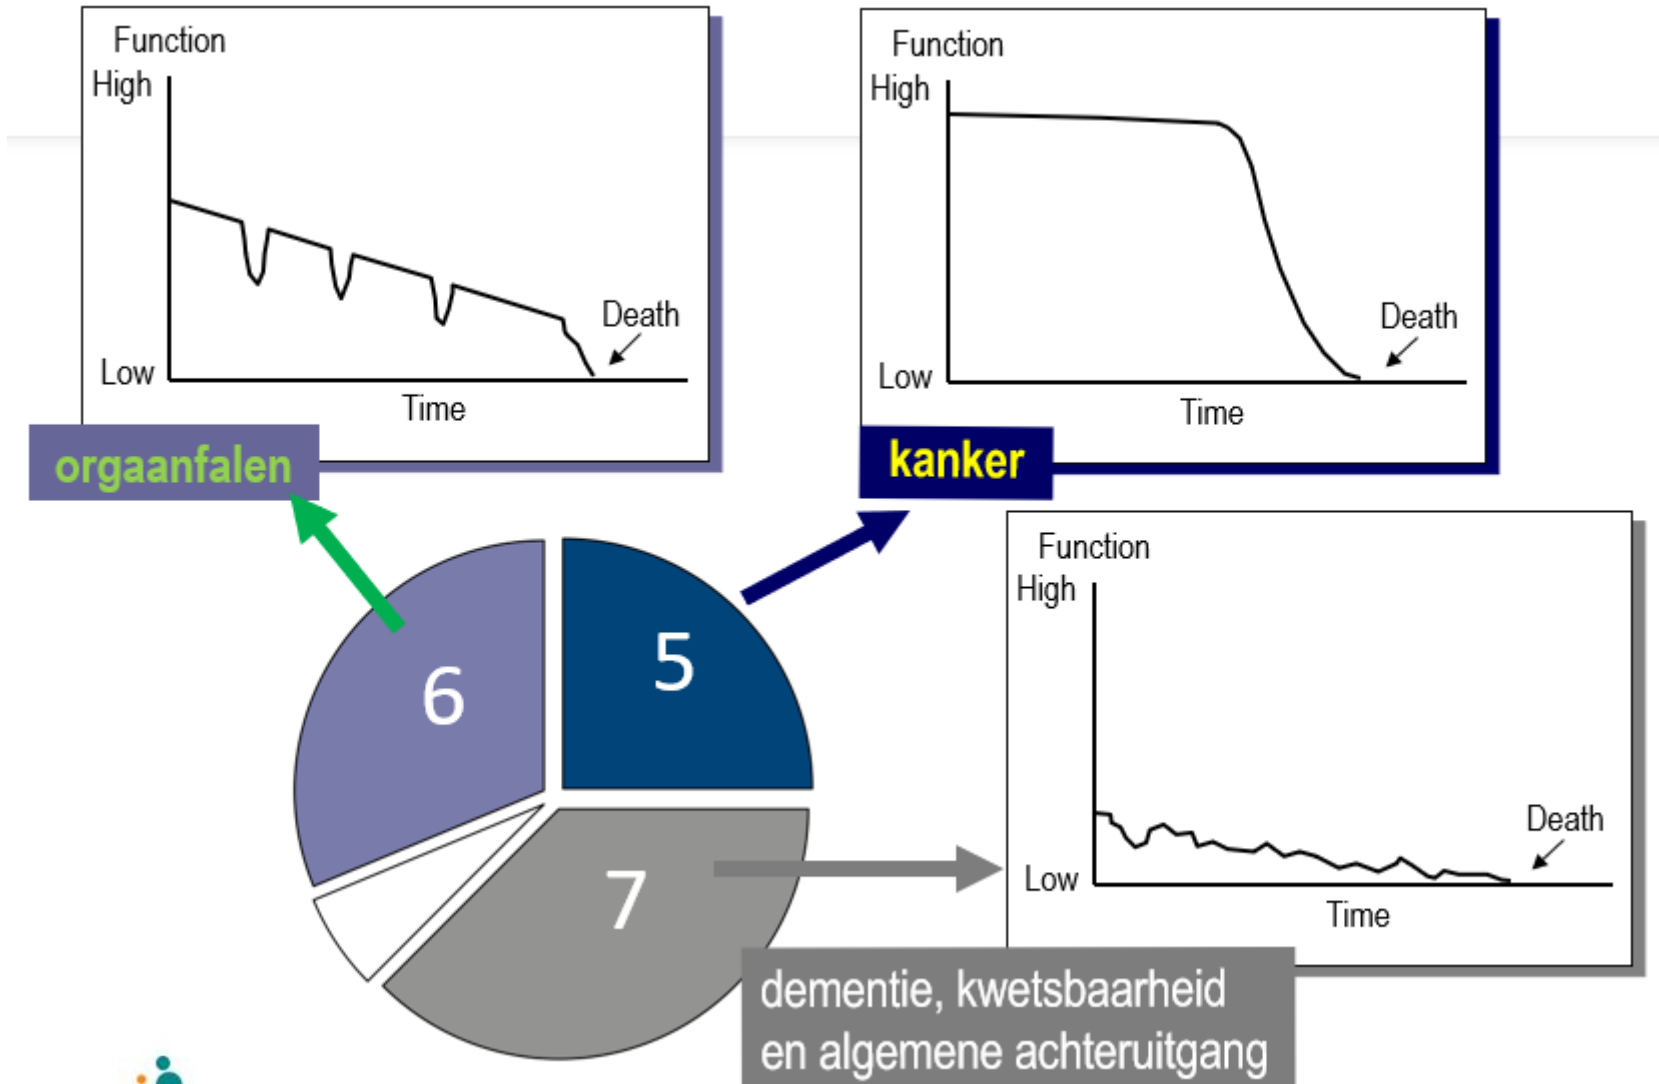 Function
High
Death
Low
Time
orgaanfalen
Function
High
Death
Low
Time
kanker
6
5
7
Function
High
Death
Low
Time
dementie, kwetsbaarheid
en algemene achteruitgang